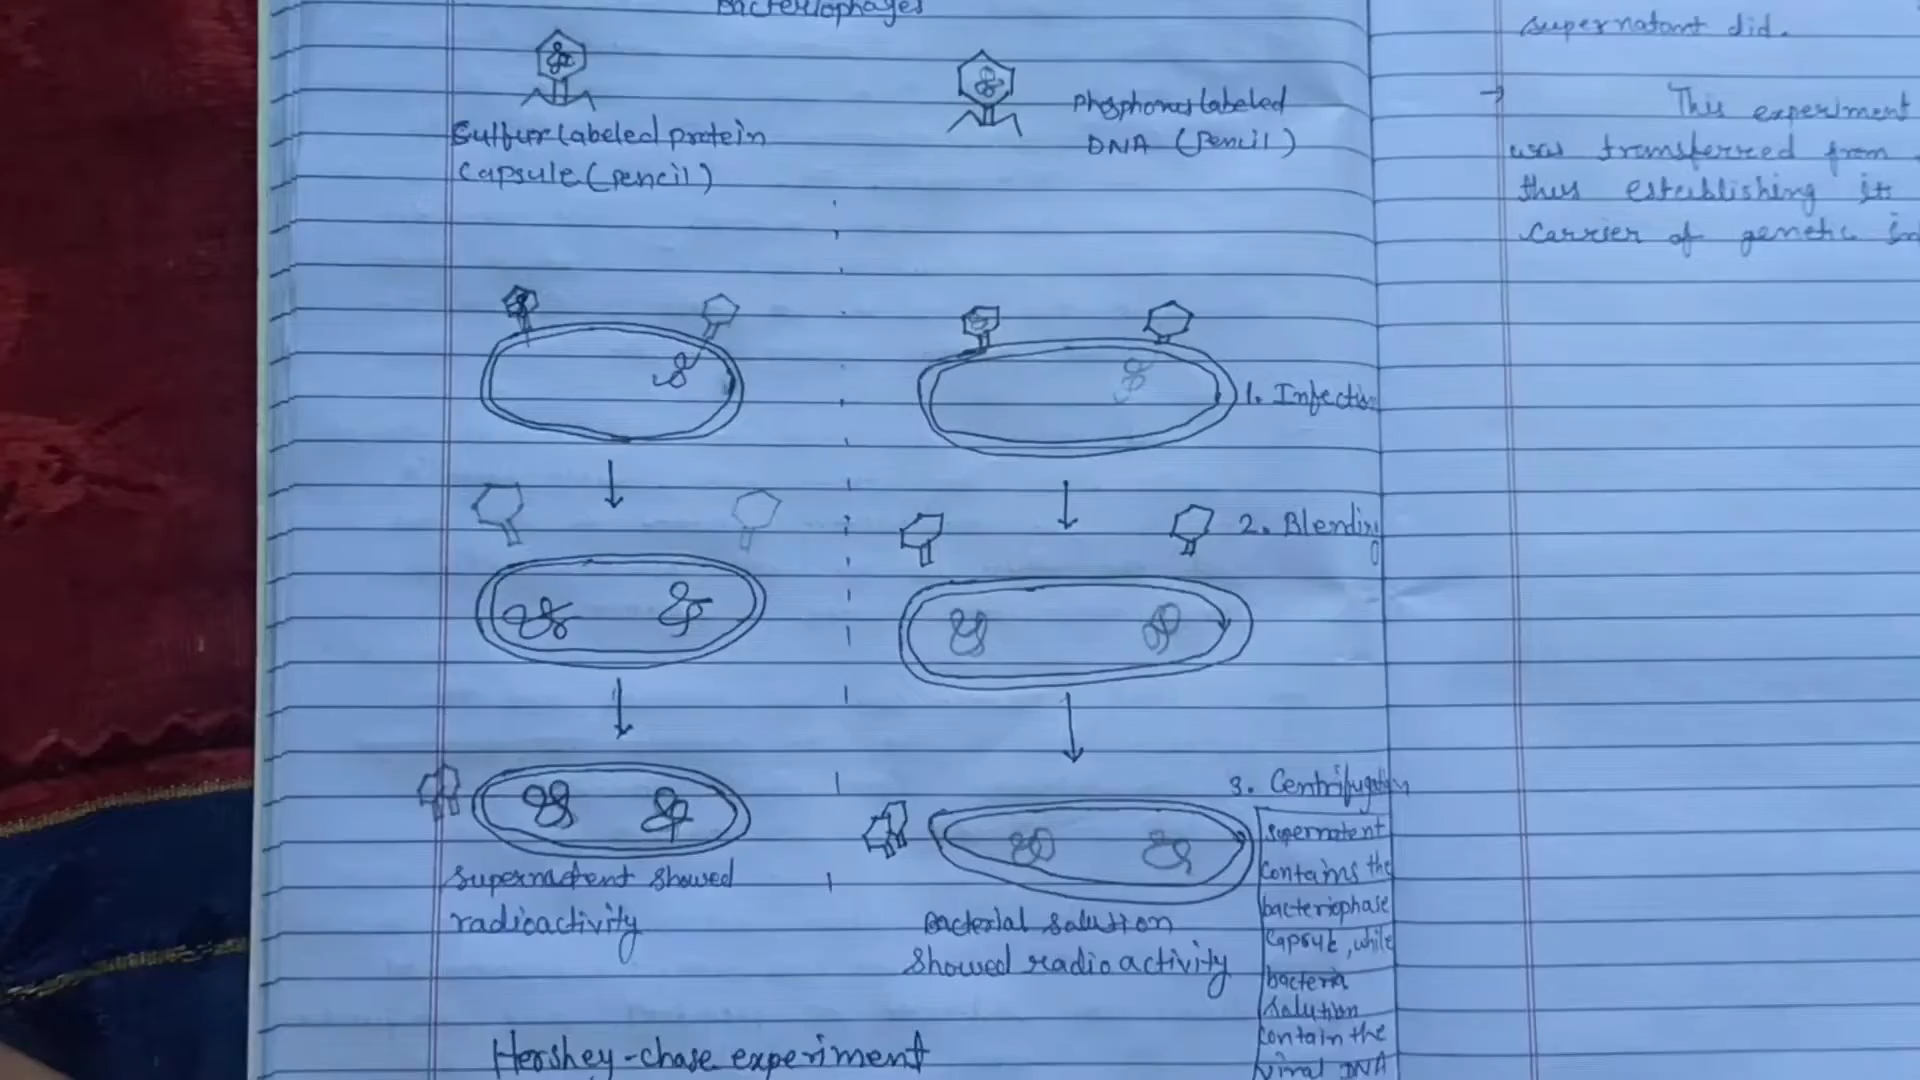 Bacteriophages
Sulfur labeled protein
Capsule (pencil)
Phosphorus labeled
DNA (Pencil)
1. Infection
2. Blending
3. Centrifugation
supernatent
contains the
bacteriophase
Capsule, while
bacteria
solution
contain the
viral DNA
supernatent showed
radioactivity
Bacterial solution
showed radioactivity
Hershey-chase experiment
supernatant did.
→ This experiment
was transferred from
thus establishing its
carrier of genetic